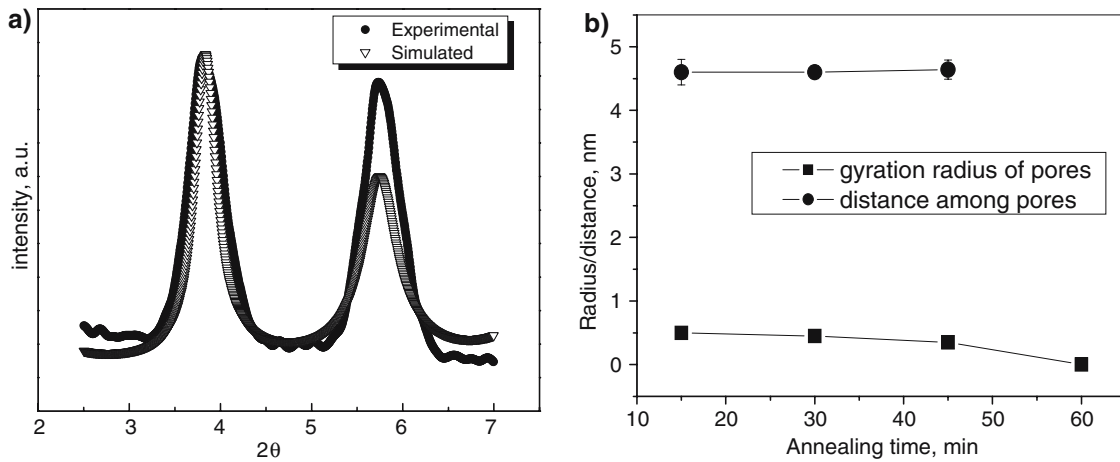 a)
Experimental
Simulated
intensity, a.u.
2 3 4 5 6 7
2θ
b)
5
4
3
2
1
0
Radius/distance, nm
gyration radius of pores
distance among pores
10 20 30 40 50 60
Annealing time, min